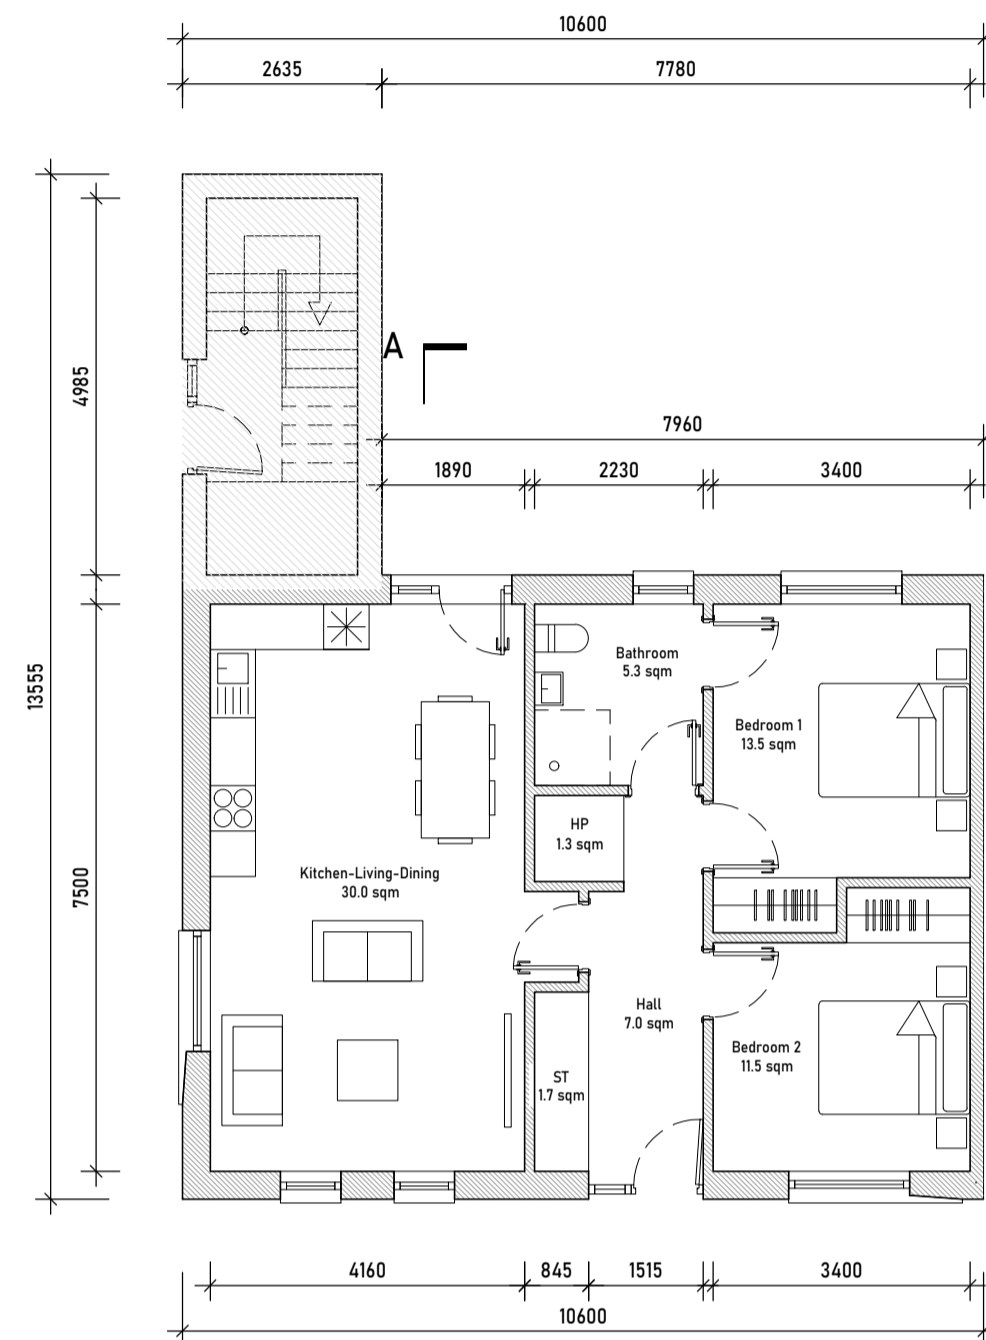 10600
2635
7780
4985
A
7960
1890
2230
3400
13555
7500
Bathroom
5.3 sqm
Bedroom 1
13.5 sqm
HP
1.3 sqm
Kitchen-Living-Dining
30.0 sqm
Hall
7.0 sqm
Bedroom 2
11.5 sqm
ST
1.7 sqm
4160
845
1515
3400
10600